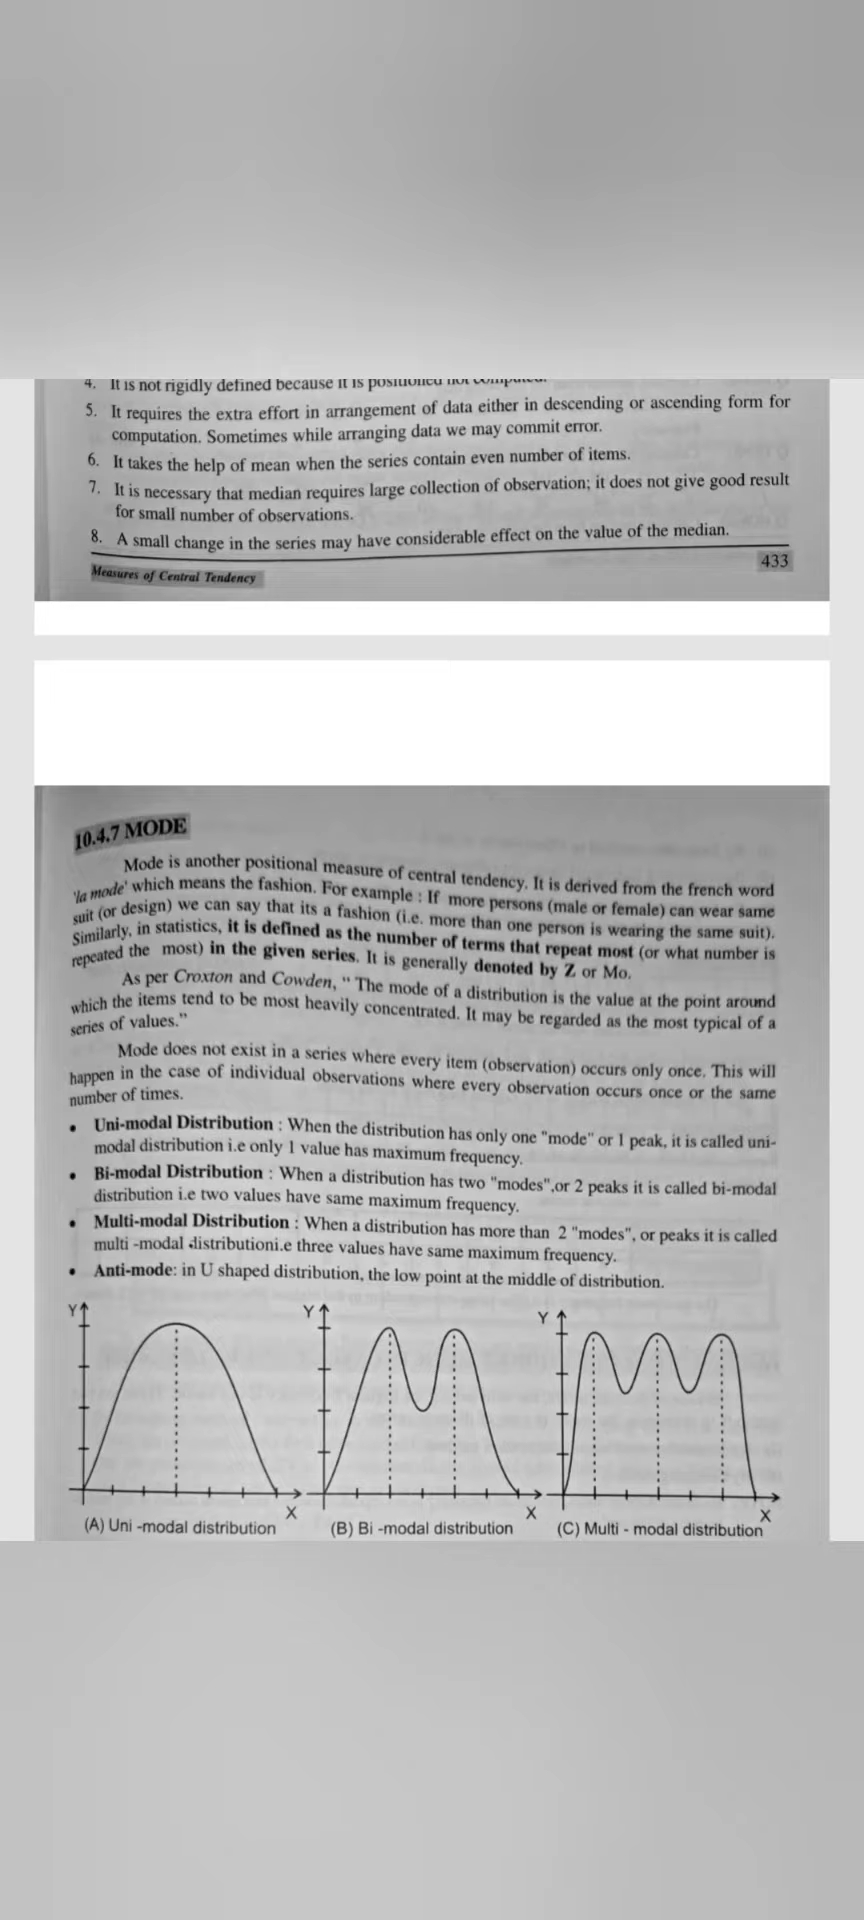 4. It is not rigidly defined because it is positioned not computed.
5. It requires the extra effort in arrangement of data either in descending or ascending form for
computation. Sometimes while arranging data we may commit error.
6. It takes the help of mean when the series contain even number of items.
7. It is necessary that median requires large collection of observation; it does not give good result
for small number of observations.
8. A small change in the series may have considerable effect on the value of the median.
Measures of Central Tendency
433
10.4.7 MODE
Mode is another positional measure of central tendency. It is derived from the french word
'la mode' which means the fashion. For example : If more persons (male or female) can wear same
suit (or design) we can say that its a fashion (i.e. more than one person is wearing the same suit).
Similarly, in statistics, it is defined as the number of terms that repeat most (or what number is
repeated the most) in the given series. It is generally denoted by Z or Mo.
As per Croxton and Cowden, " The mode of a distribution is the value at the point around
which the items tend to be most heavily concentrated. It may be regarded as the most typical of a
series of values."
Mode does not exist in a series where every item (observation) occurs only once. This will
happen in the case of individual observations where every observation occurs once or the same
number of times.
• Uni-modal Distribution : When the distribution has only one "mode" or 1 peak, it is called uni-
modal distribution i.e only 1 value has maximum frequency.
• Bi-modal Distribution : When a distribution has two "modes",or 2 peaks it is called bi-modal
distribution i.e two values have same maximum frequency.
• Multi-modal Distribution : When a distribution has more than 2 "modes", or peaks it is called
multi -modal distributioni.e three values have same maximum frequency.
• Anti-mode: in U shaped distribution, the low point at the middle of distribution.
Y
Y
Y
X
X
X
(A) Uni -modal distribution
(B) Bi -modal distribution
(C) Multi - modal distribution